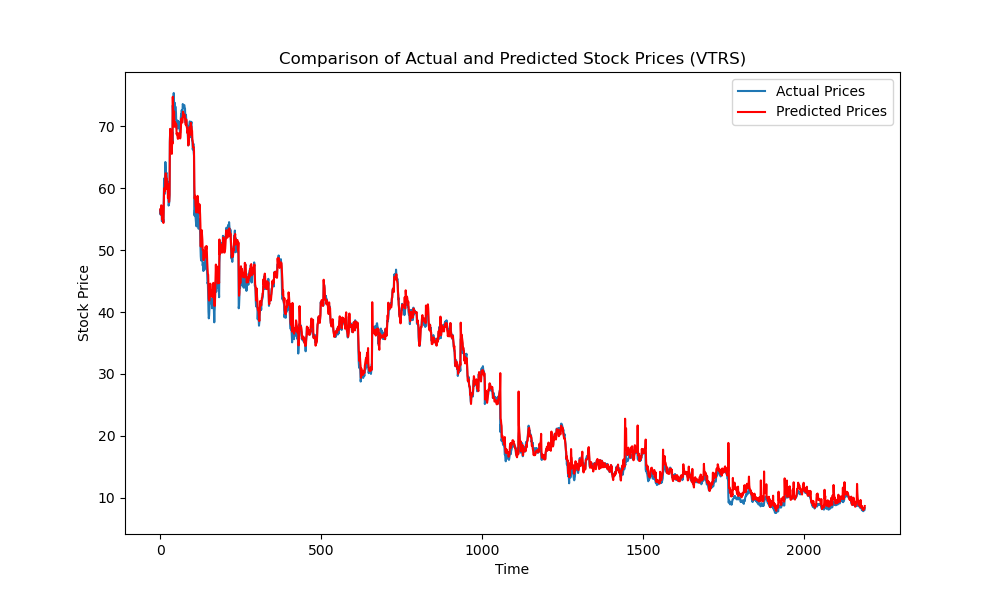 Comparison of Actual and Predicted Stock Prices (VTRS)
Actual Prices
Predicted Prices
Stock Price
70
60
50
40
30
20
10
0
500
1000
1500
2000
Time